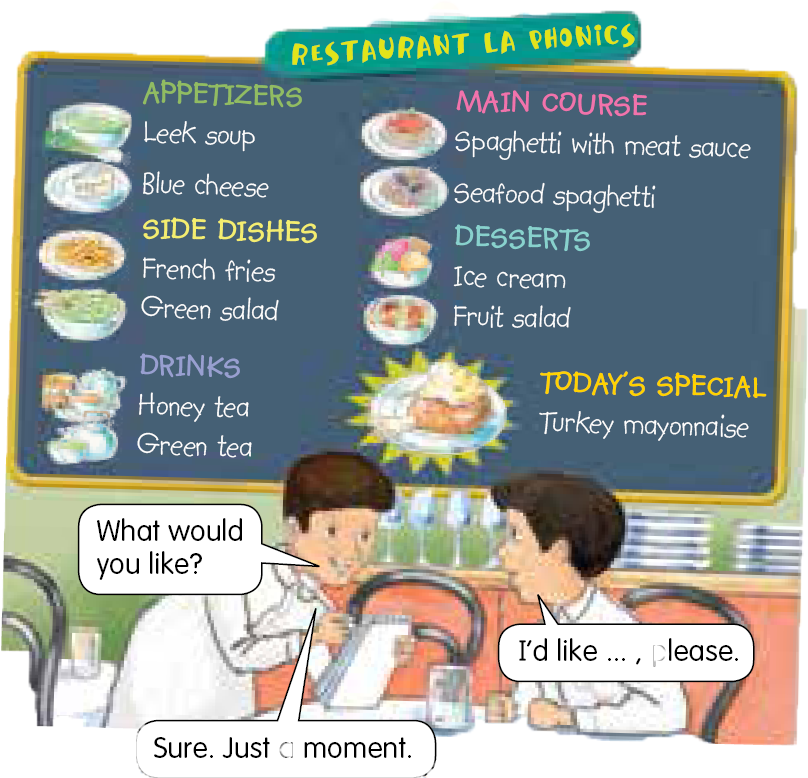 RESTAURANT LA PHONICS
APPETIZERS
Leek soup
Blue cheese
SIDE DISHES
French fries
Green salad
DRINKS
Honey tea
Green tea
MAIN COURSE
Spaghetti with meat sauce
Seafood spaghetti
DESSERTS
Ice cream
Fruit salad
TODAY'S SPECIAL
Turkey mayonnaise
What would
you like?
I'd like ... , please.
Sure. Just a moment.